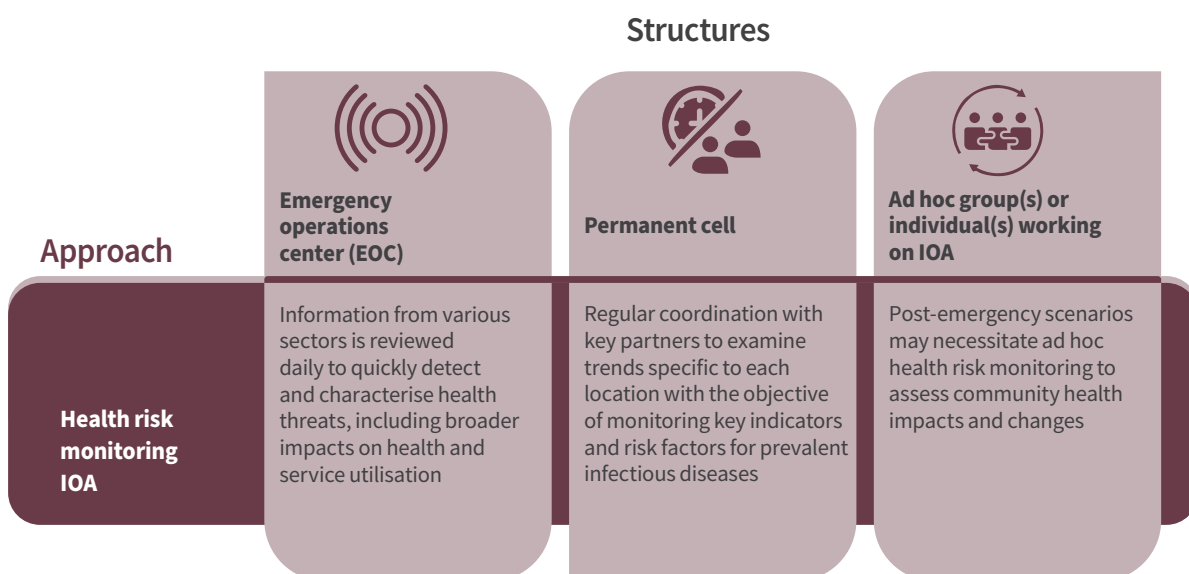 Structures
Approach
Emergency
operations
center (EOC)
Permanent cell
Ad hoc group(s) or
individual(s) working
on IOA
Health risk
monitoring
IOA
Information from various
sectors is reviewed
daily to quickly detect
and characterise health
threats, including broader
impacts on health and
service utilisation
Regular coordination with
key partners to examine
trends specific to each
location with the objective
of monitoring key indicators
and risk factors for prevalent
infectious diseases
Post-emergency scenarios
may necessitate ad hoc
health risk monitoring to
assess community health
impacts and changes